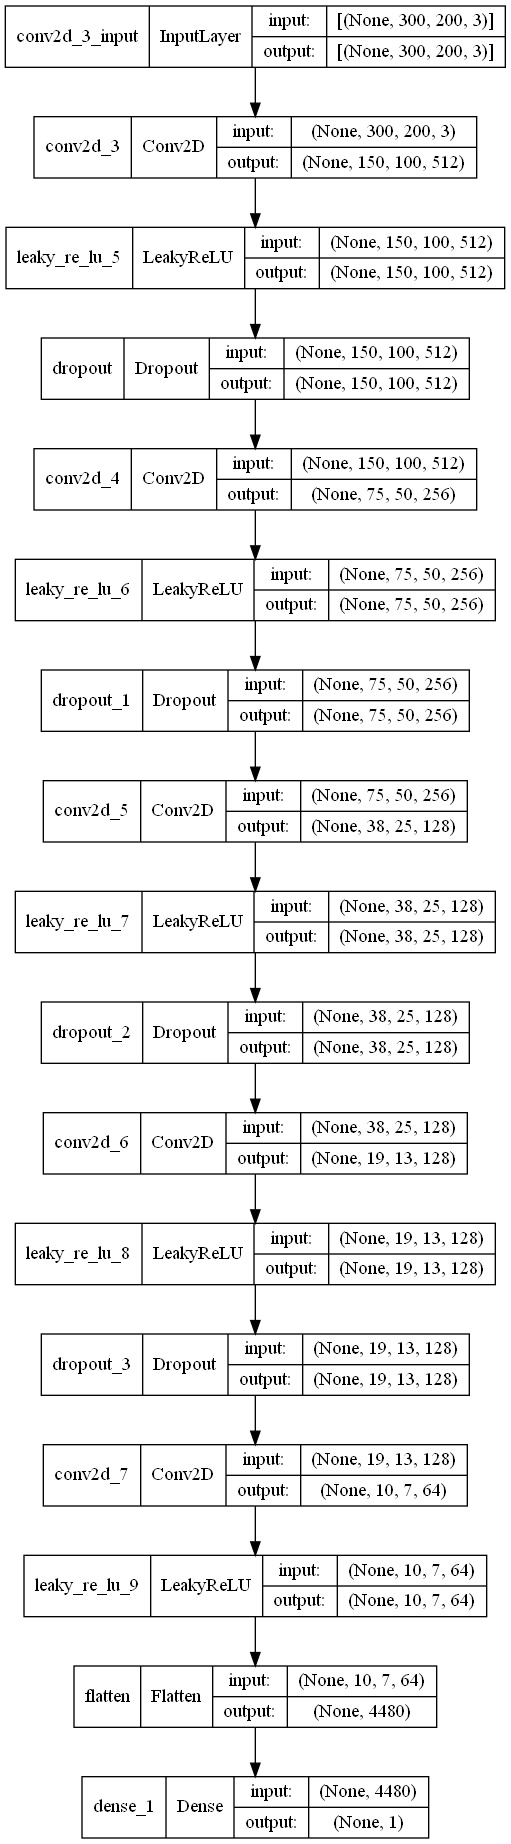 conv2d_3_input InputLayer input: [(None, 300, 200, 3)]
output: [(None, 300, 200, 3)]
conv2d_3 Conv2D input: (None, 300, 200, 3)
output: (None, 150, 100, 512)
leaky_re_lu_5 LeakyReLU input: (None, 150, 100, 512)
output: (None, 150, 100, 512)
dropout Dropout input: (None, 150, 100, 512)
output: (None, 150, 100, 512)
conv2d_4 Conv2D input: (None, 150, 100, 512)
output: (None, 75, 50, 256)
leaky_re_lu_6 LeakyReLU input: (None, 75, 50, 256)
output: (None, 75, 50, 256)
dropout_1 Dropout input: (None, 75, 50, 256)
output: (None, 75, 50, 256)
conv2d_5 Conv2D input: (None, 75, 50, 256)
output: (None, 38, 25, 128)
leaky_re_lu_7 LeakyReLU input: (None, 38, 25, 128)
output: (None, 38, 25, 128)
dropout_2 Dropout input: (None, 38, 25, 128)
output: (None, 38, 25, 128)
conv2d_6 Conv2D input: (None, 38, 25, 128)
output: (None, 19, 13, 128)
leaky_re_lu_8 LeakyReLU input: (None, 19, 13, 128)
output: (None, 19, 13, 128)
dropout_3 Dropout input: (None, 19, 13, 128)
output: (None, 19, 13, 128)
conv2d_7 Conv2D input: (None, 19, 13, 128)
output: (None, 10, 7, 64)
leaky_re_lu_9 LeakyReLU input: (None, 10, 7, 64)
output: (None, 10, 7, 64)
flatten Flatten input: (None, 10, 7, 64)
output: (None, 4480)
dense_1 Dense input: (None, 4480)
output: (None, 1)